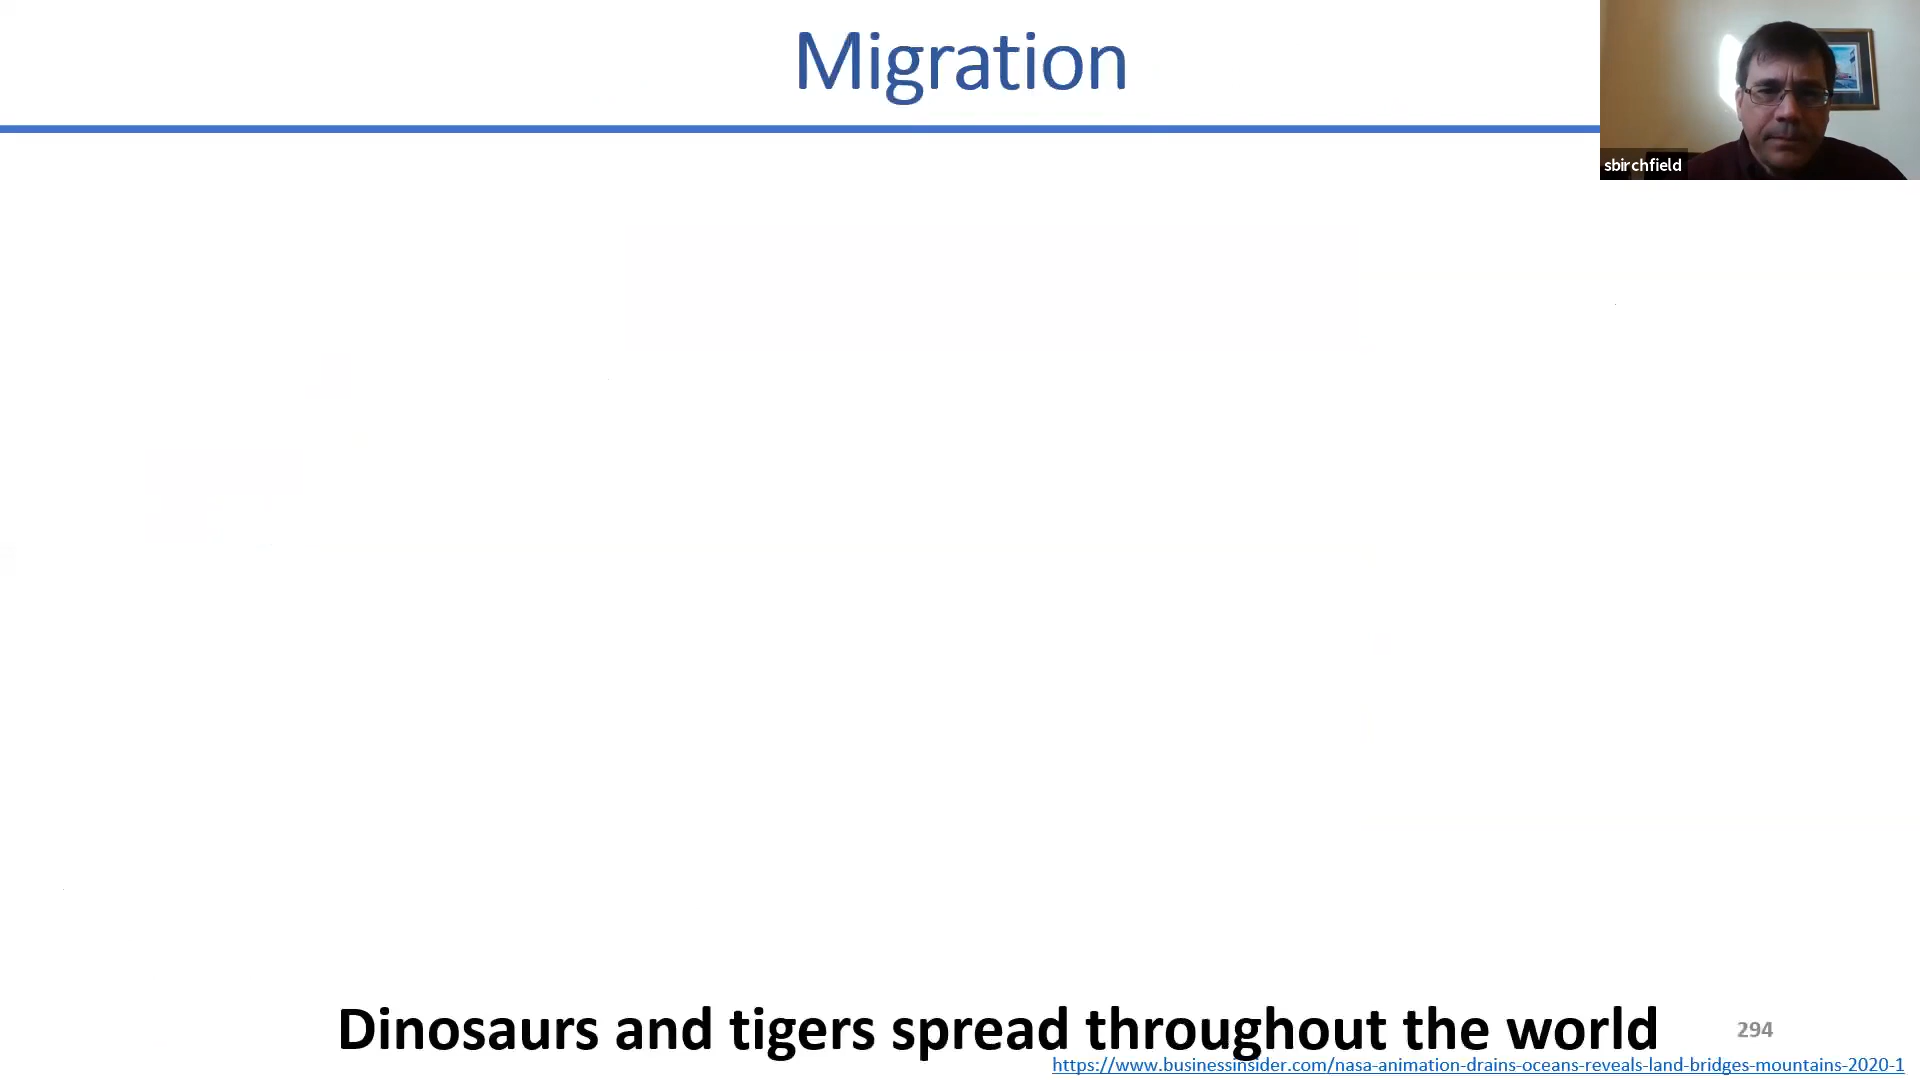 Migration
sbirchfield
Dinosaurs and tigers spread throughout the world
294
https://www.businessinsider.com/nasa-animation-drains-oceans-reveals-land-bridges-mountains-2020-1